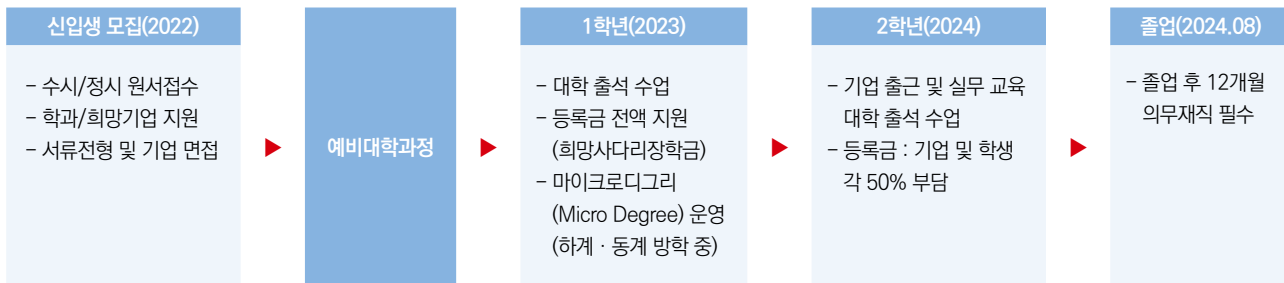 신입생 모집(2022)
- 수시/정시 원서접수
- 학과/희망기업 지원
- 서류전형 및 기업 면접
예비대학과정
1학년(2023)
- 대학 출석 수업
- 등록금 전액 지원
(희망사다리장학금)
- 마이크로디그리
(Micro Degree) 운영
(하계 · 동계 방학 중)
2학년(2024)
- 기업 출근 및 실무 교육
대학 출석 수업
- 등록금 : 기업 및 학생
각 50% 부담
졸업(2024.08)
- 졸업 후 12개월
의무재직 필수